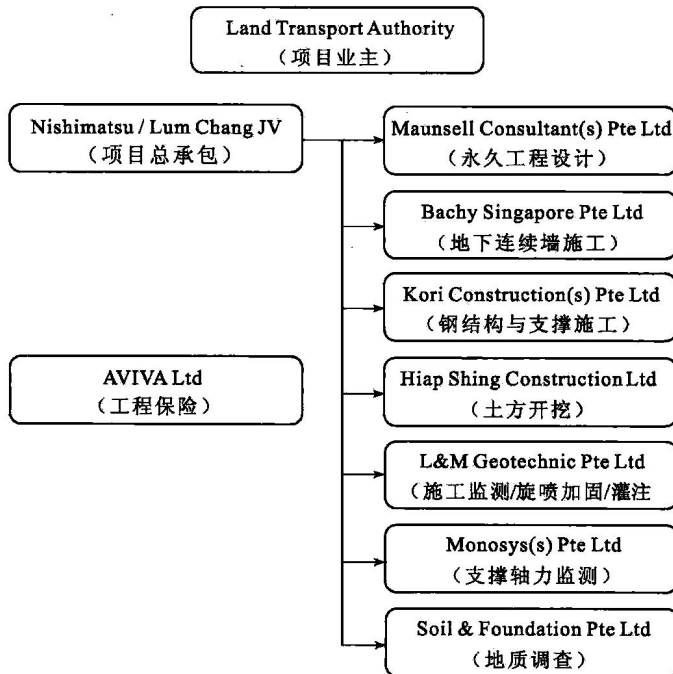 Land Transport Authority
（项目业主）
Nishimatsu / Lum Chang JV
（项目总承包）
Maunsell Consultant(s) Pte Ltd
（永久工程设计）
Bachy Singapore Pte Ltd
（地下连续墙施工）
Kori Construction(s) Pte Ltd
（钢结构与支撑施工）
AVIVA Ltd
（工程保险）
Hiap Shing Construction Ltd
（土方开挖）
L&M Geotechnic Pte Ltd
（施工监测/旋喷加固/灌注
Monosys(s) Pte Ltd
（支撑轴力监测）
Soil & Foundation Pte Ltd
（地质调查）